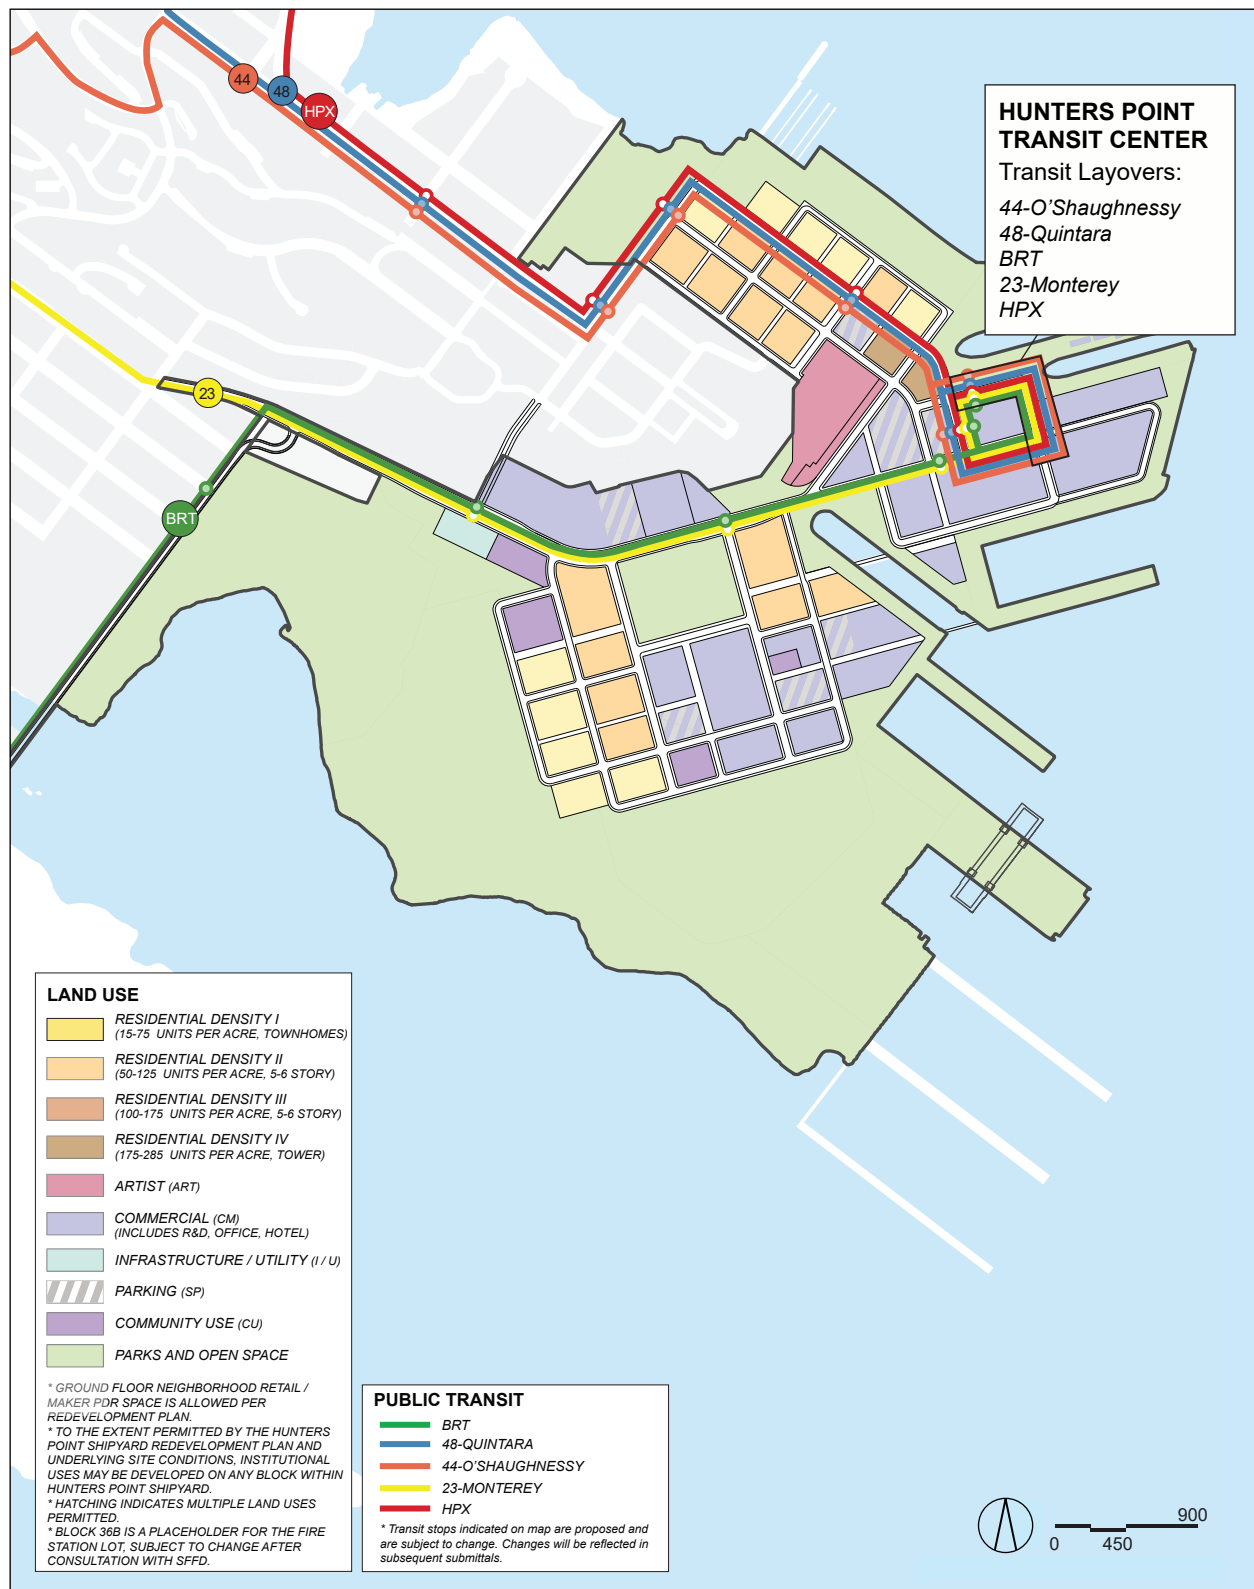 44
48
HPX
HUNTERS POINT
TRANSIT CENTER
Transit Layovers:
44-O'Shaughnessy
48-Quintara
BRT
23-Monterey
HPX
23
BRT
LAND USE
RESIDENTIAL DENSITY I
(15-75 UNITS PER ACRE, TOWNHOMES)
RESIDENTIAL DENSITY II
(50-125 UNITS PER ACRE, 5-6 STORY)
RESIDENTIAL DENSITY III
(100-175 UNITS PER ACRE, 5-6 STORY)
RESIDENTIAL DENSITY IV
(175-285 UNITS PER ACRE, TOWER)
ARTIST (ART)
COMMERCIAL (CM)
(INCLUDES R&D, OFFICE, HOTEL)
INFRASTRUCTURE / UTILITY (I / U)
PARKING (SP)
COMMUNITY USE (CU)
PARKS AND OPEN SPACE
* GROUND FLOOR NEIGHBORHOOD RETAIL /
MAKER PDR SPACE IS ALLOWED PER
REDEVELOPMENT PLAN.
* TO THE EXTENT PERMITTED BY THE HUNTERS
POINT SHIPYARD REDEVELOPMENT PLAN AND
UNDERLYING SITE CONDITIONS, INSTITUTIONAL
USES MAY BE DEVELOPED ON ANY BLOCK WITHIN
HUNTERS POINT SHIPYARD.
* HATCHING INDICATES MULTIPLE LAND USES
PERMITTED.
* BLOCK 36B IS A PLACEHOLDER FOR THE FIRE
STATION LOT, SUBJECT TO CHANGE AFTER
CONSULTATION WITH SFFD.
PUBLIC TRANSIT
BRT
48-QUINTARA
44-O'SHAUGHNESSY
23-MONTEREY
HPX
* Transit stops indicated on map are proposed and
are subject to change. Changes will be reflected in
subsequent submittals.
0 450 900